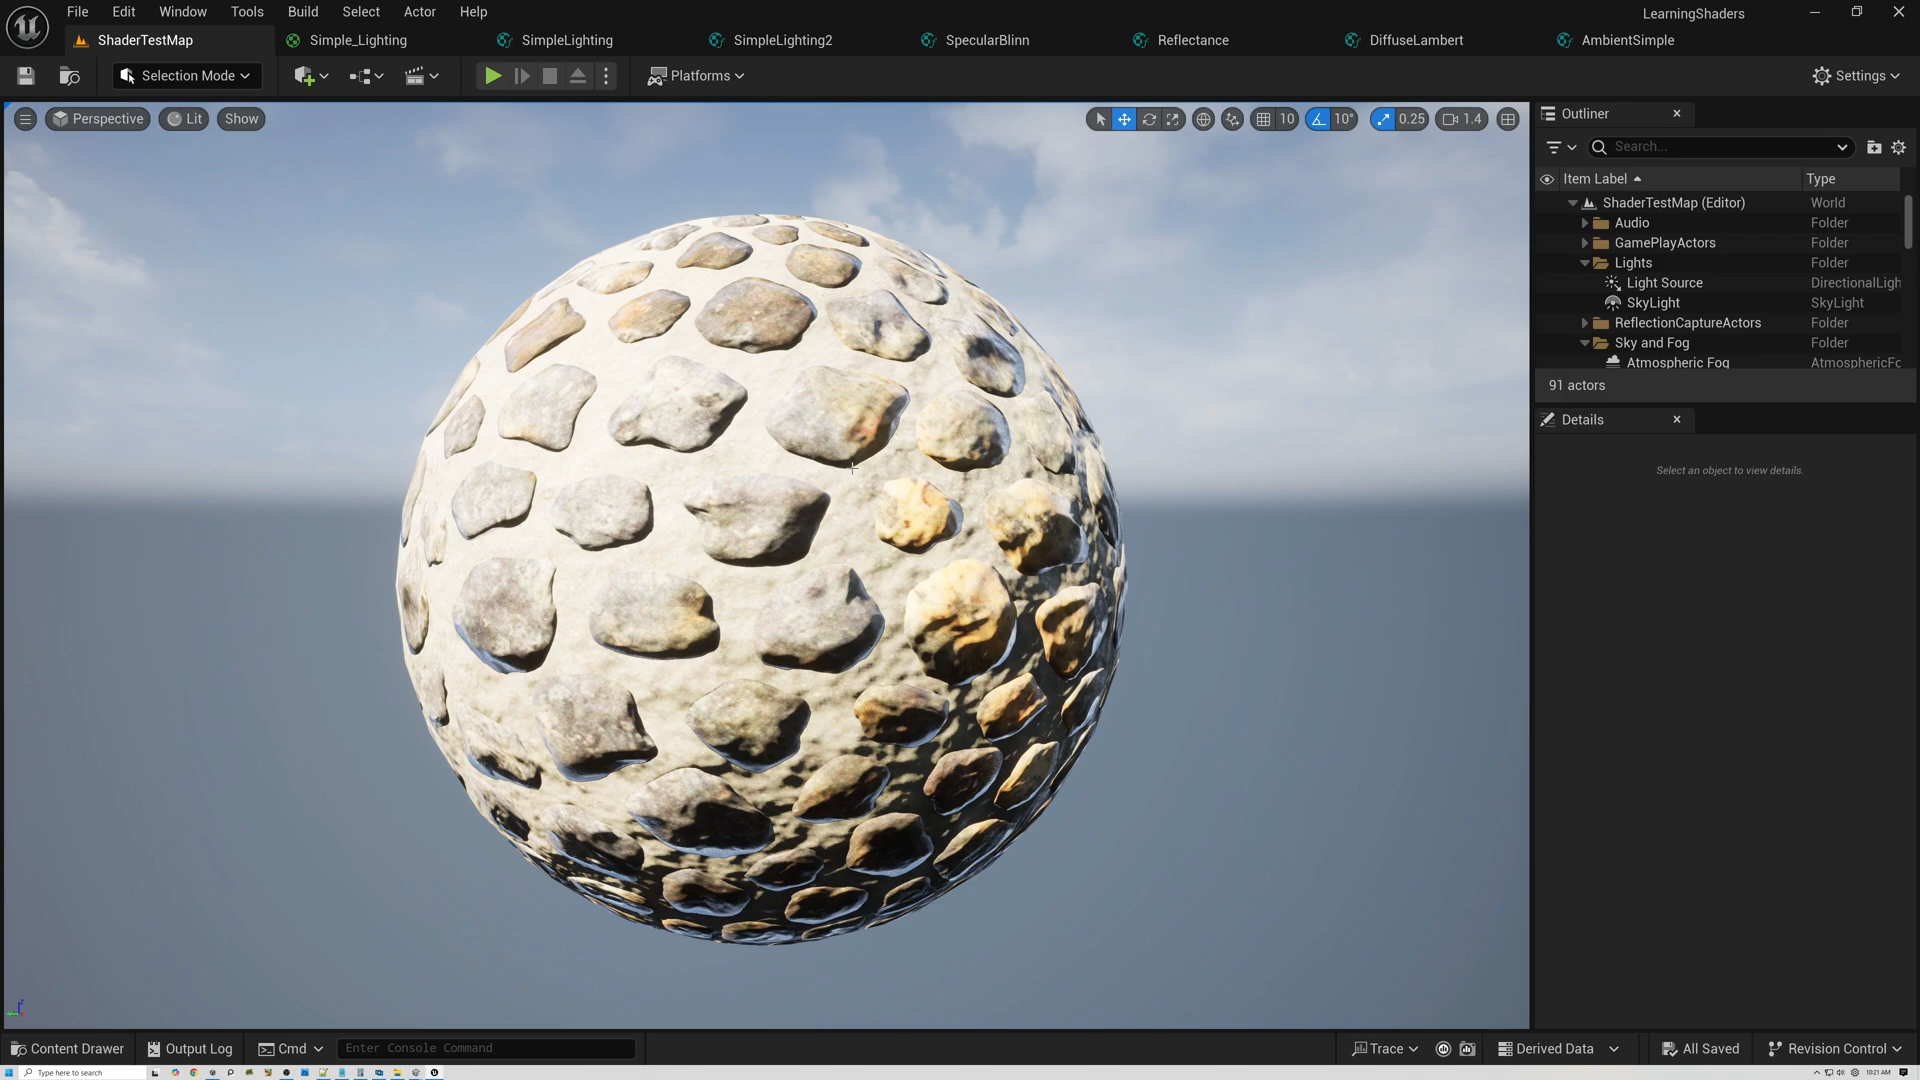 File Edit Window Tools Build Select Actor Help
LearningShaders
ShaderTestMap Simple_Lighting SimpleLighting SimpleLighting2 SpecularBlinn Reflectance DiffuseLambert AmbientSimple
Selection Mode Platforms Settings
Perspective Lit Show 10 10° 0.25 1.4
Outliner
Search...
Item Label Type
ShaderTestMap (Editor) World
Audio Folder
GamePlayActors Folder
Lights Folder
Light Source DirectionalLigh
SkyLight SkyLight
ReflectionCaptureActors Folder
Sky and Fog Folder
Atmospheric Fog AtmosphericFo
91 actors
Details
Select an object to view details.
Content Drawer Output Log Cmd Enter Console Command Trace Derived Data All Saved Revision Control
Type here to search 10:21 AM